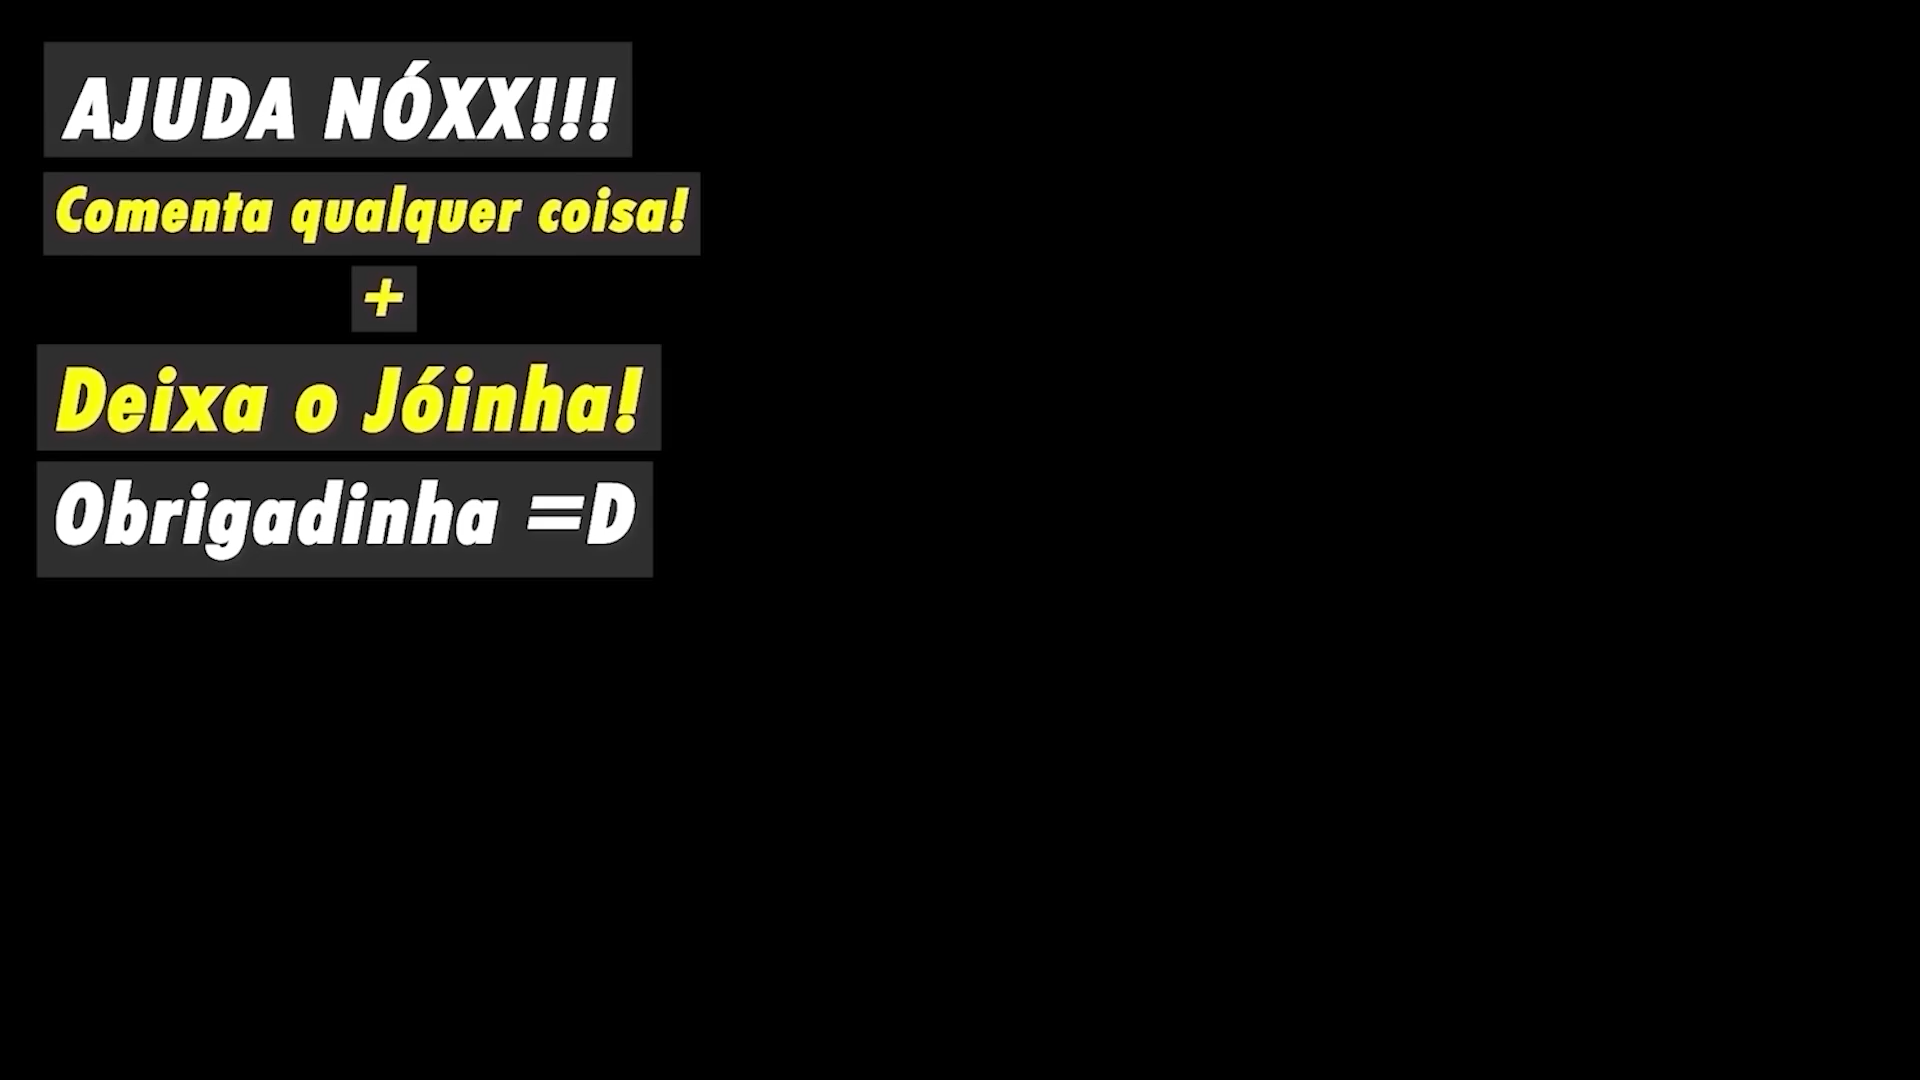 AJUDA NÓXX!!!
Comenta qualquer coisa!
+
Deixa o Jóinha!
Obrigadinha =D